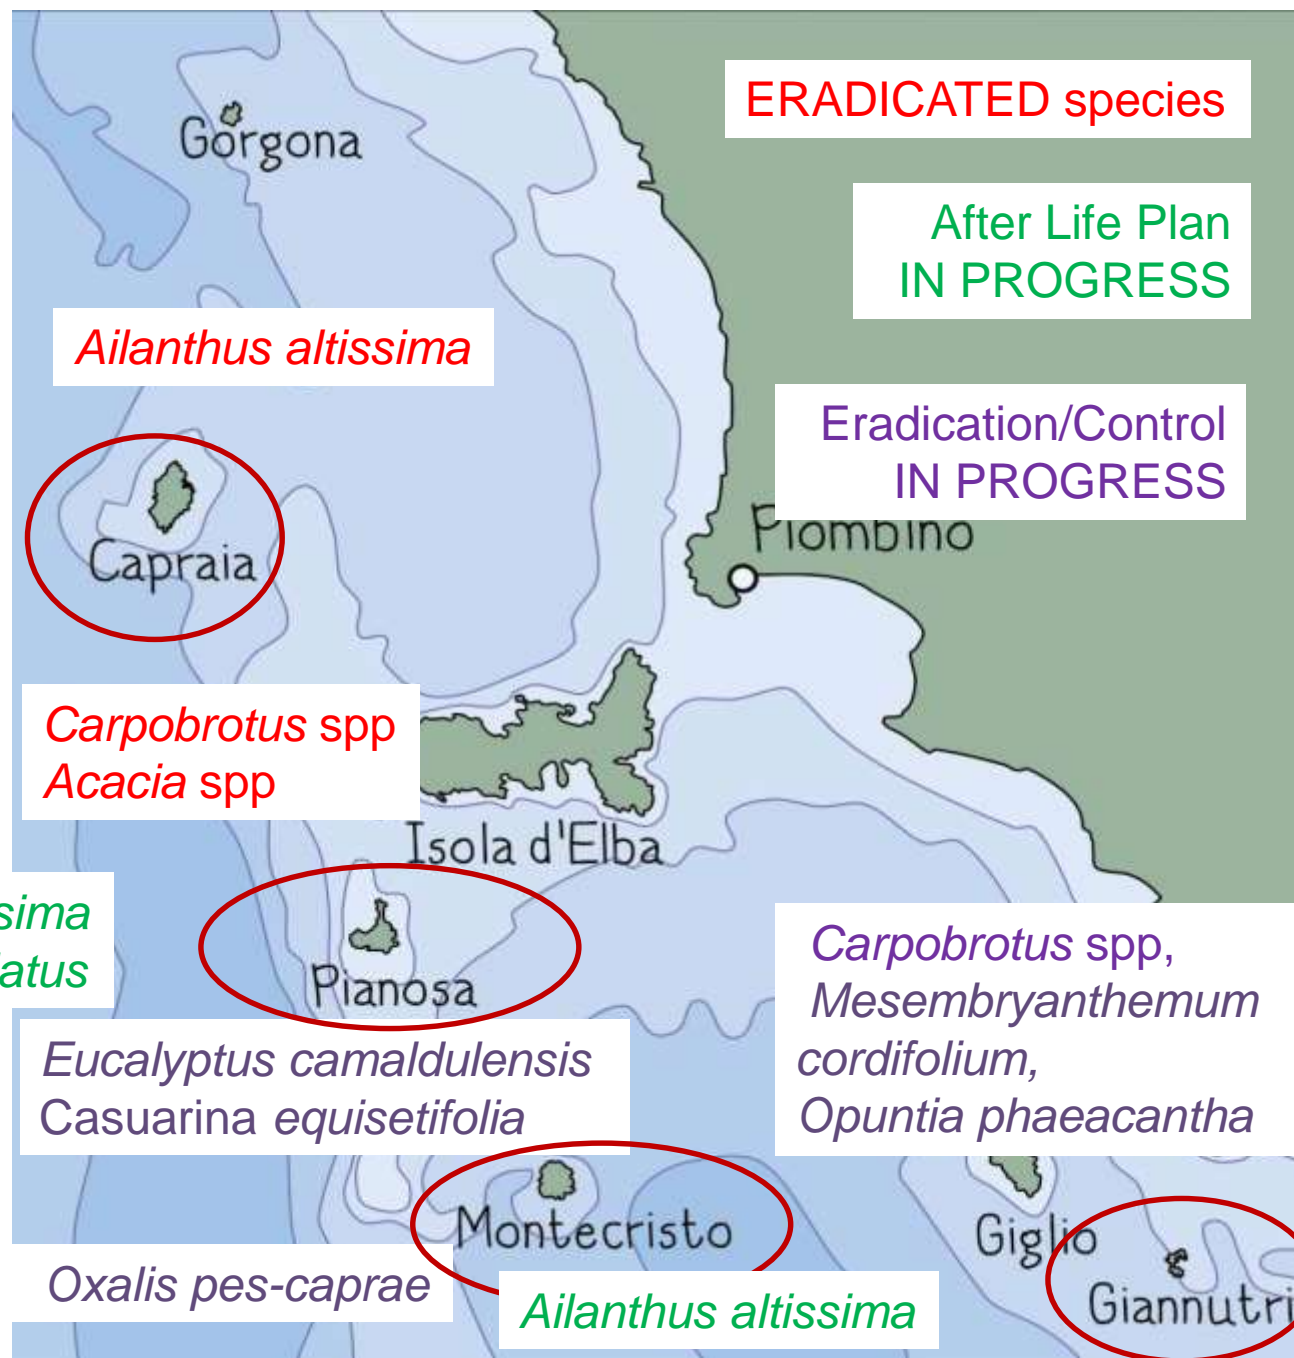 ERADICATED species
Gorgona
After Life Plan
IN PROGRESS
Ailanthus altissima
Eradication/Control
IN PROGRESS
Piombino
Capraia
Carpobrotus spp
Acacia spp
Isola d'Elba
Pianosa
Carpobrotus spp,
Mesembryanthemum
cordifolium,
Opuntia phaeacantha
Eucalyptus camaldulensis
Casuarina equisetifolia
Montecristo
Giglio
Oxalis pes-caprae
Ailanthus altissima
Giannutri